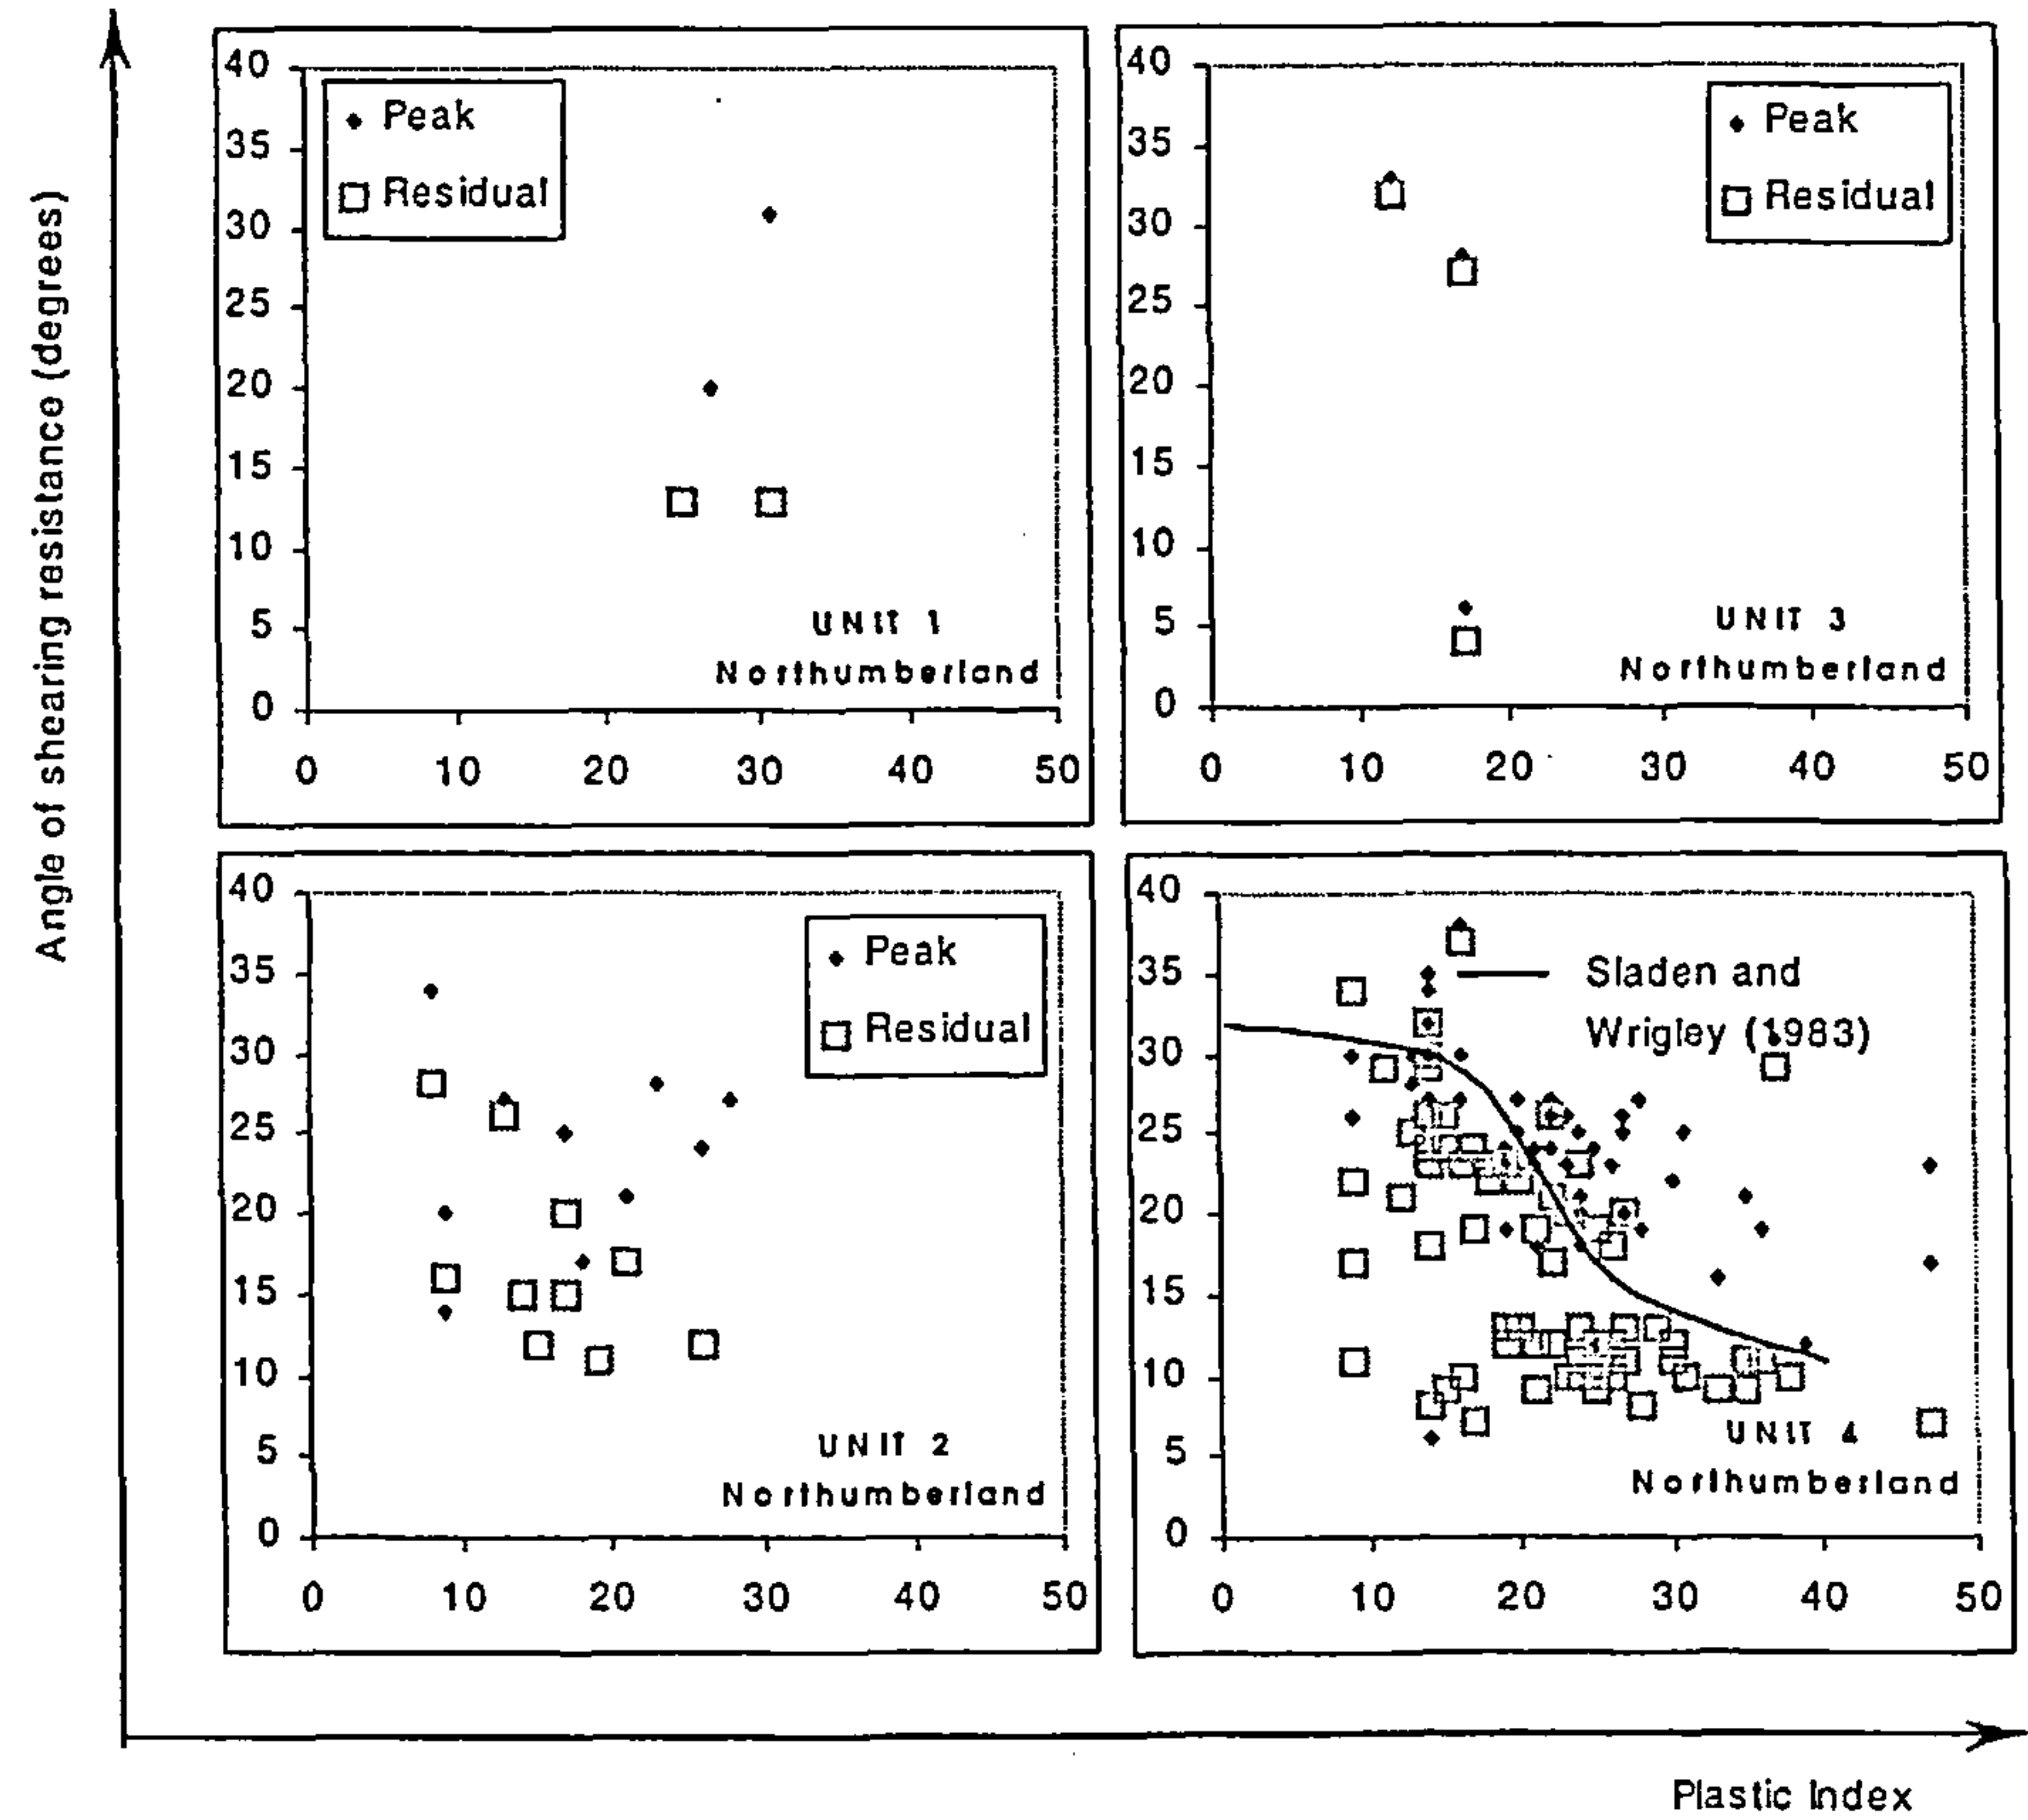 Angle of shearing resistance (degrees)
40
35
30
25
20
15
10
5
0
Peak
Residual
UNIT 1
Northumberland
0 10 20 30 40 50
40
35
30
25
20
15
10
5
0
Peak
Residual
UNIT 3
Northumberland
0 10 20 30 40 50
40
35
30
25
20
15
10
5
0
Peak
Residual
UNIT 2
Northumberland
0 10 20 30 40 50
40
35
30
25
20
15
10
5
0
Sladen and
Wrigley (1983)
UNIT 4
Northumberland
0 10 20 30 40 50
Plastic Index